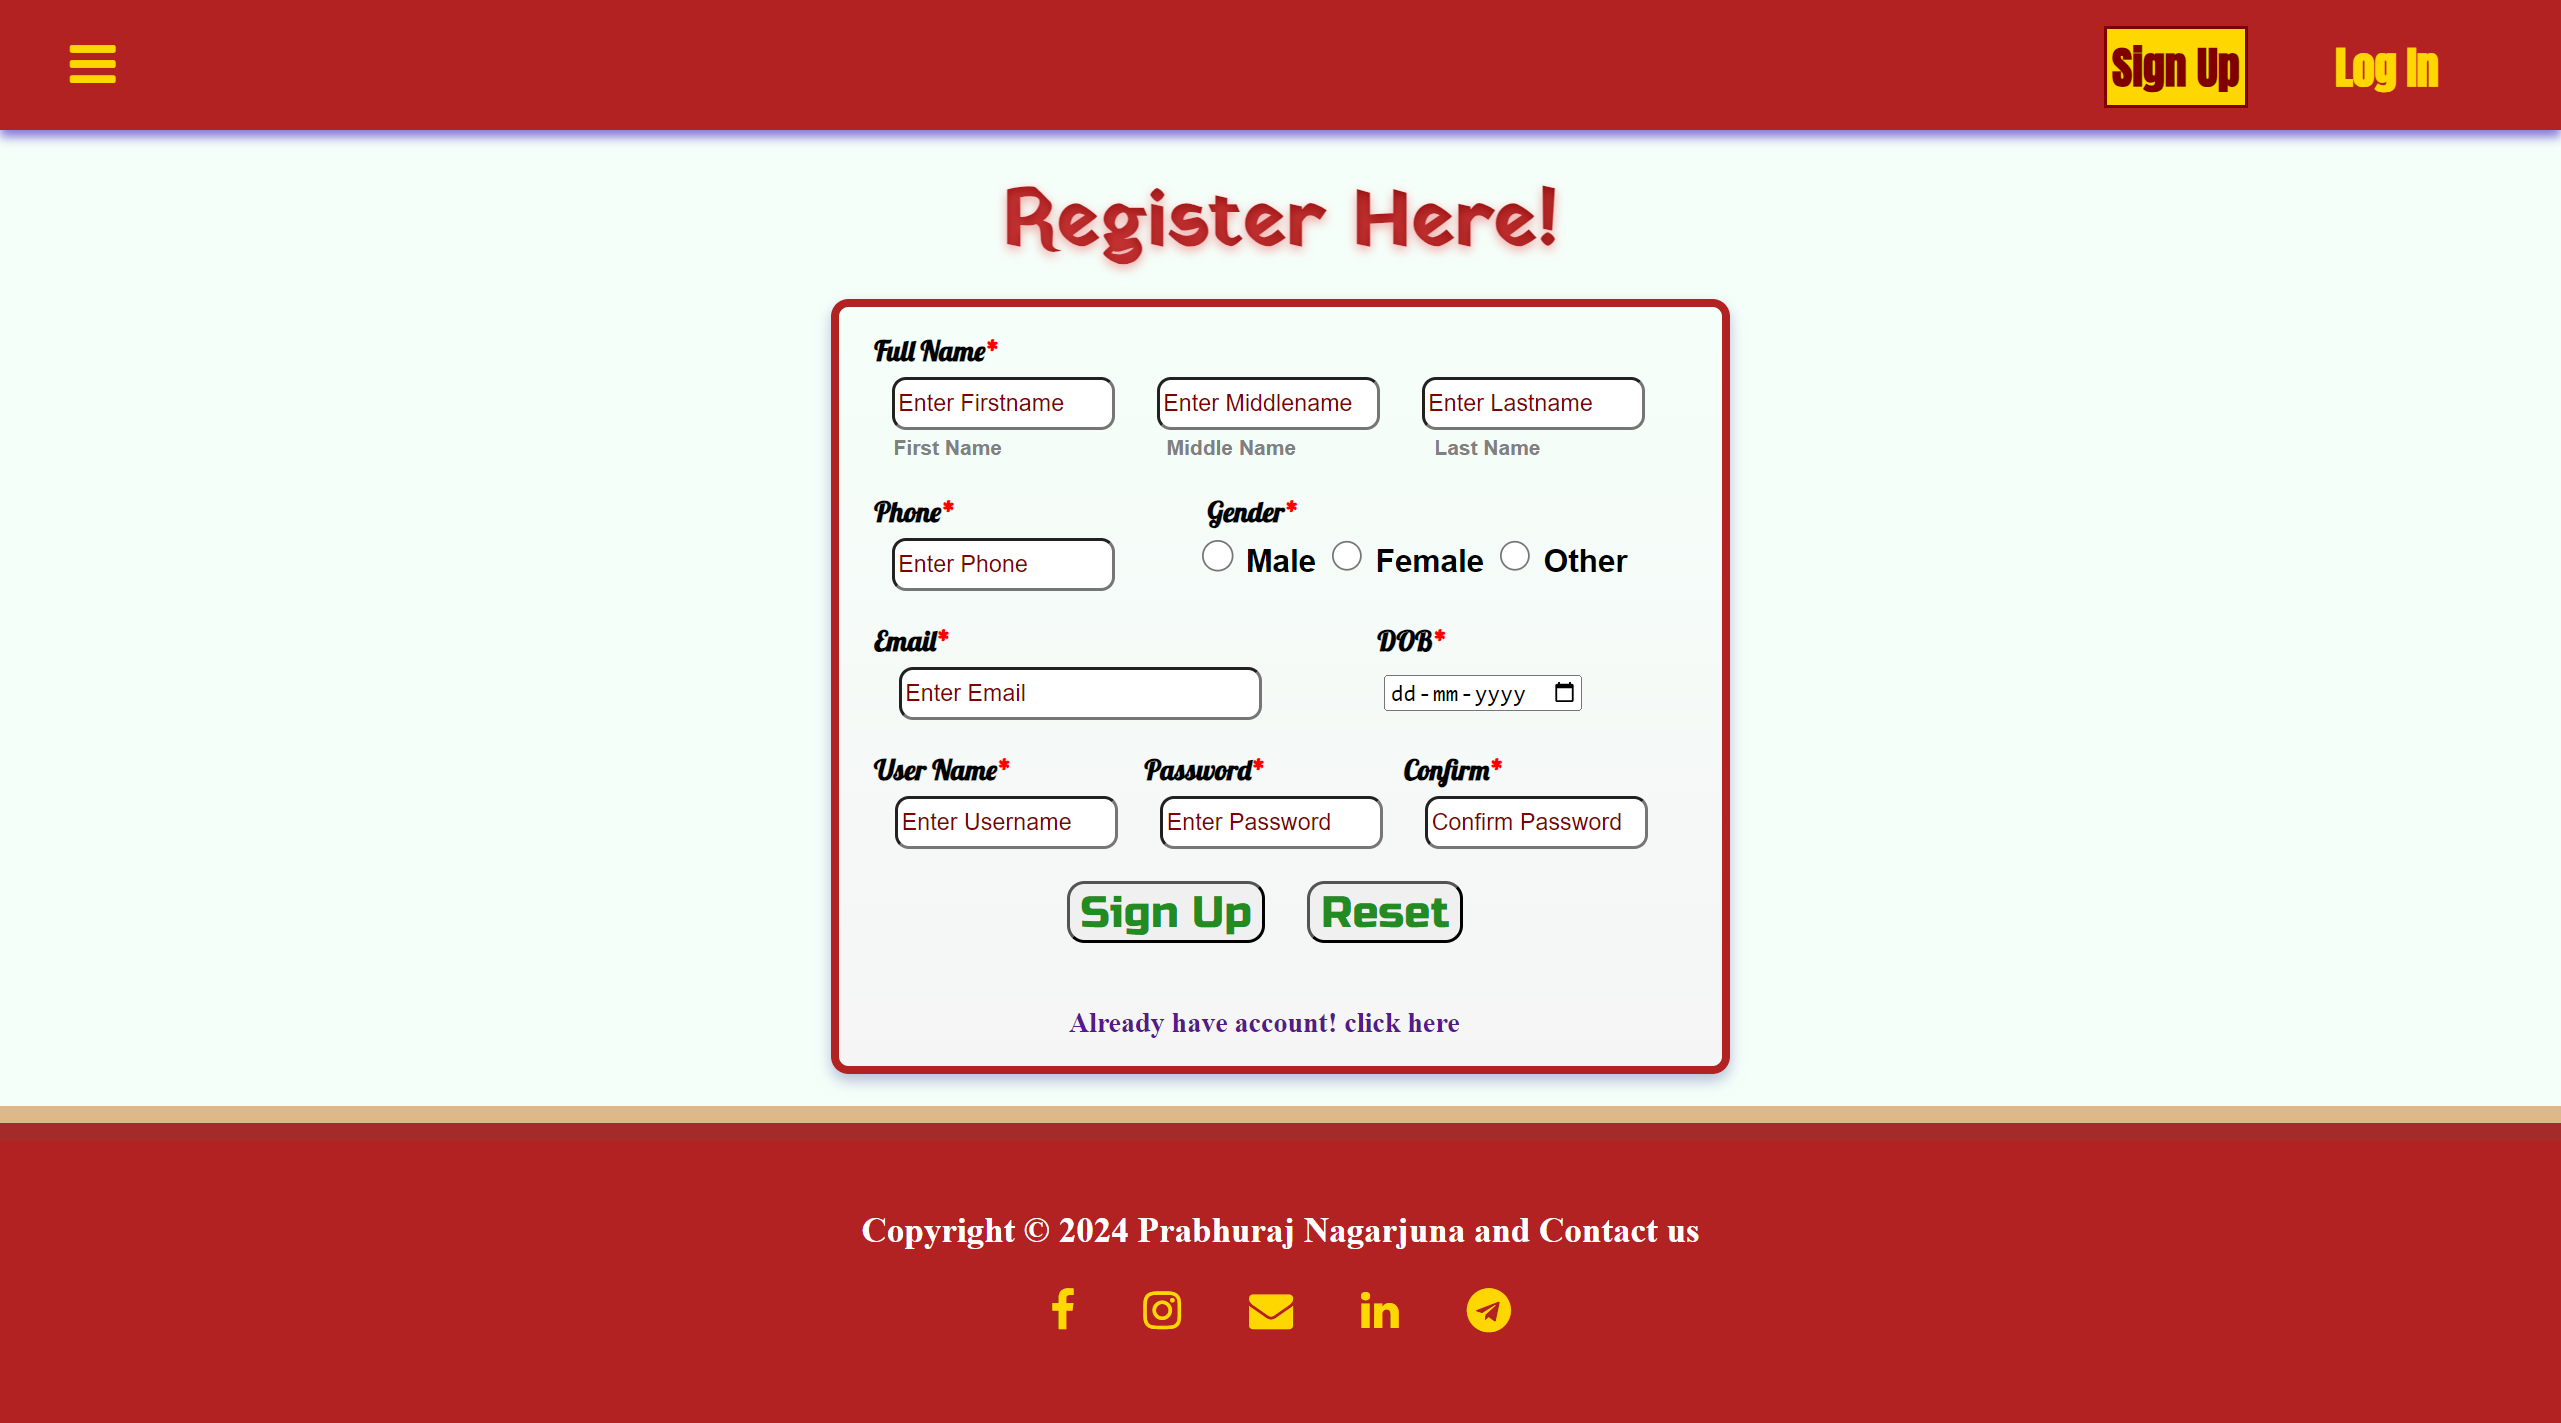 Sign Up Log In
Register Here!
Full Name*
Enter Firstname Enter Middlename Enter Lastname
First Name Middle Name Last Name
Phone* Gender*
Enter Phone Male Female Other
Email* DOB*
Enter Email dd-mm-yyyy
User Name* Password* Confirm*
Enter Username Enter Password Confirm Password
Sign Up Reset
Already have account! click here
Copyright © 2024 Prabhuraj Nagarjuna and Contact us